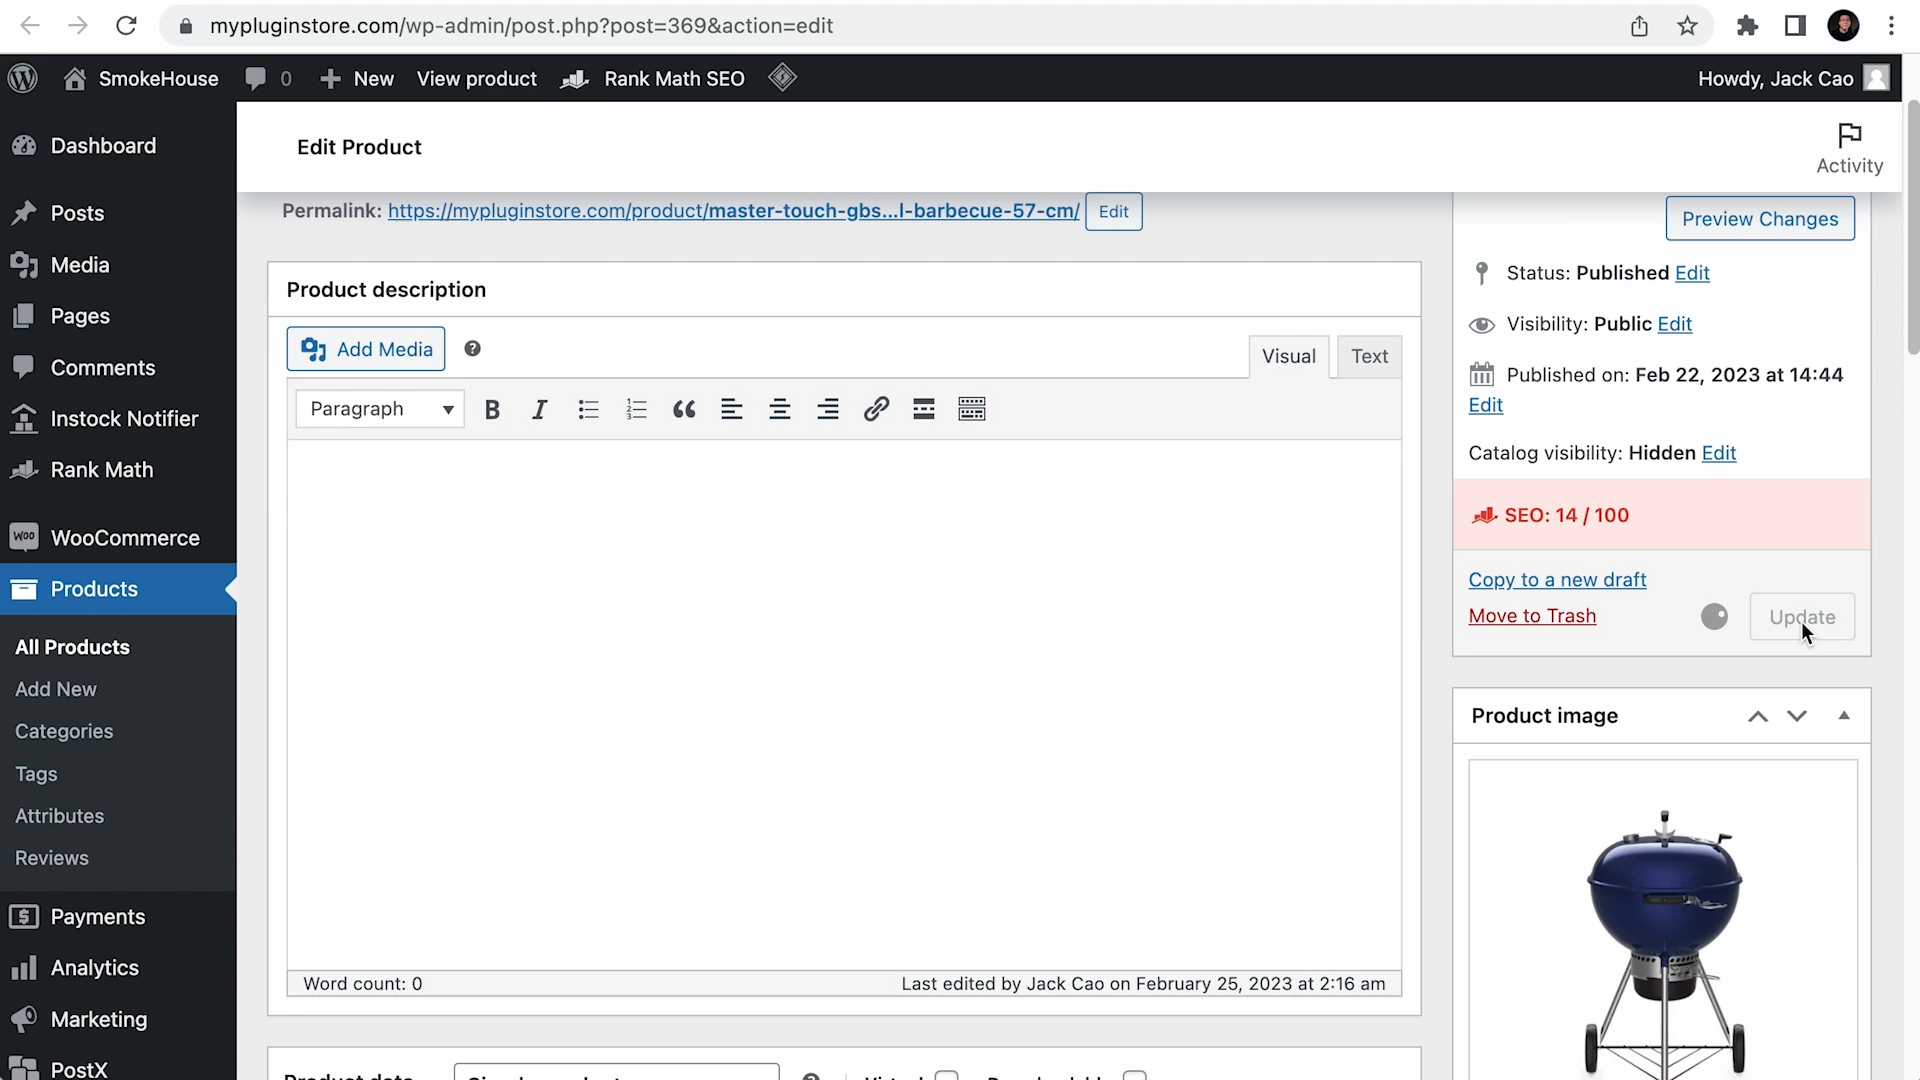 mypluginstore.com/wp-admin/post.php?post=369&action=edit
SmokeHouse 0 New View product Rank Math SEO Howdy, Jack Cao
Dashboard
Posts
Media
Pages
Comments
Instock Notifier
Rank Math
WOO WooCommerce
Products
All Products
Add New
Categories
Tags
Attributes
Reviews
Payments
Analytics
Marketing
PostX
Edit Product
Activity
Permalink: https://mypluginstore.com/product/master-touch-gbs...l-barbecue-57-cm/ Edit
Product description
Add Media
Visual Text
Paragraph
Word count: 0 Last edited by Jack Cao on February 25, 2023 at 2:16 am
Preview Changes
Status: Published Edit
Visibility: Public Edit
Published on: Feb 22, 2023 at 14:44
Edit
Catalog visibility: Hidden Edit
SEO: 14 / 100
Copy to a new draft
Move to Trash Update
Product image